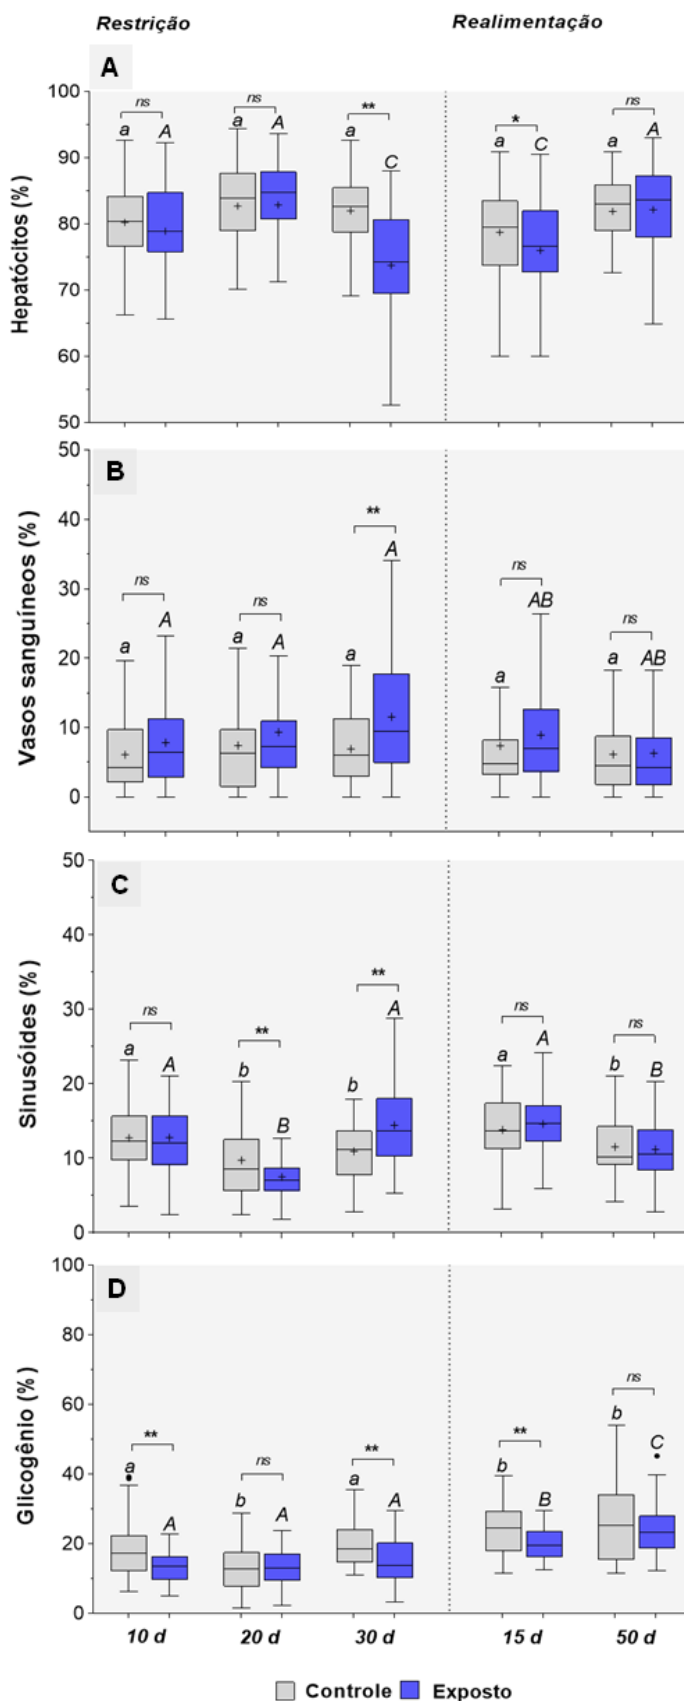 Restrição Realimentação
A
Hepatócitos (%)
100
90
80
70
60
50
ns ns ** * ns
a A a A a C a C a A
B
Vasos sanguíneos (%)
50
40
30
20
10
0
ns ns ** ns ns
a A a A a A a AB a AB
C
Sinusóides (%)
50
40
30
20
10
0
ns ** ** ns ns
a A b B b A a A b B
D
Glicogênio (%)
100
80
60
40
20
0
** ns ** ** ns
a A b A a A b B b C
10 d 20 d 30 d 15 d 50 d
Controle Exposto